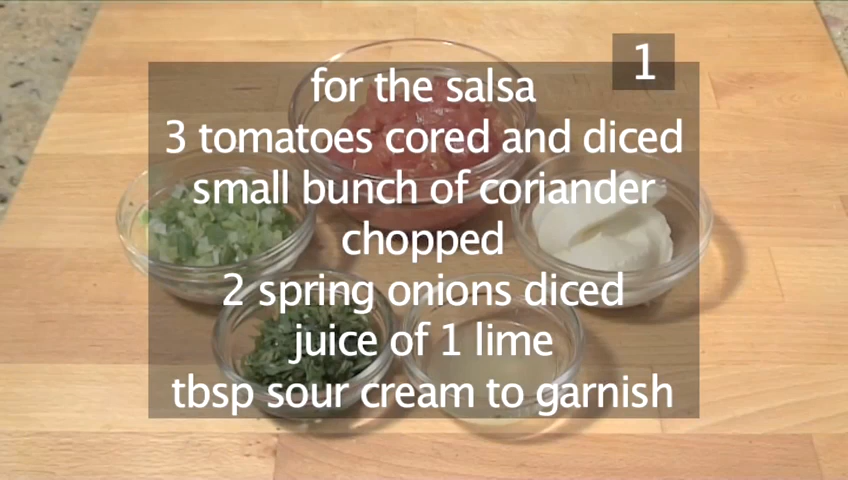 1
for the salsa
3 tomatoes cored and diced
small bunch of coriander
chopped
2 spring onions diced
juice of 1 lime
tbsp sour cream to garnish